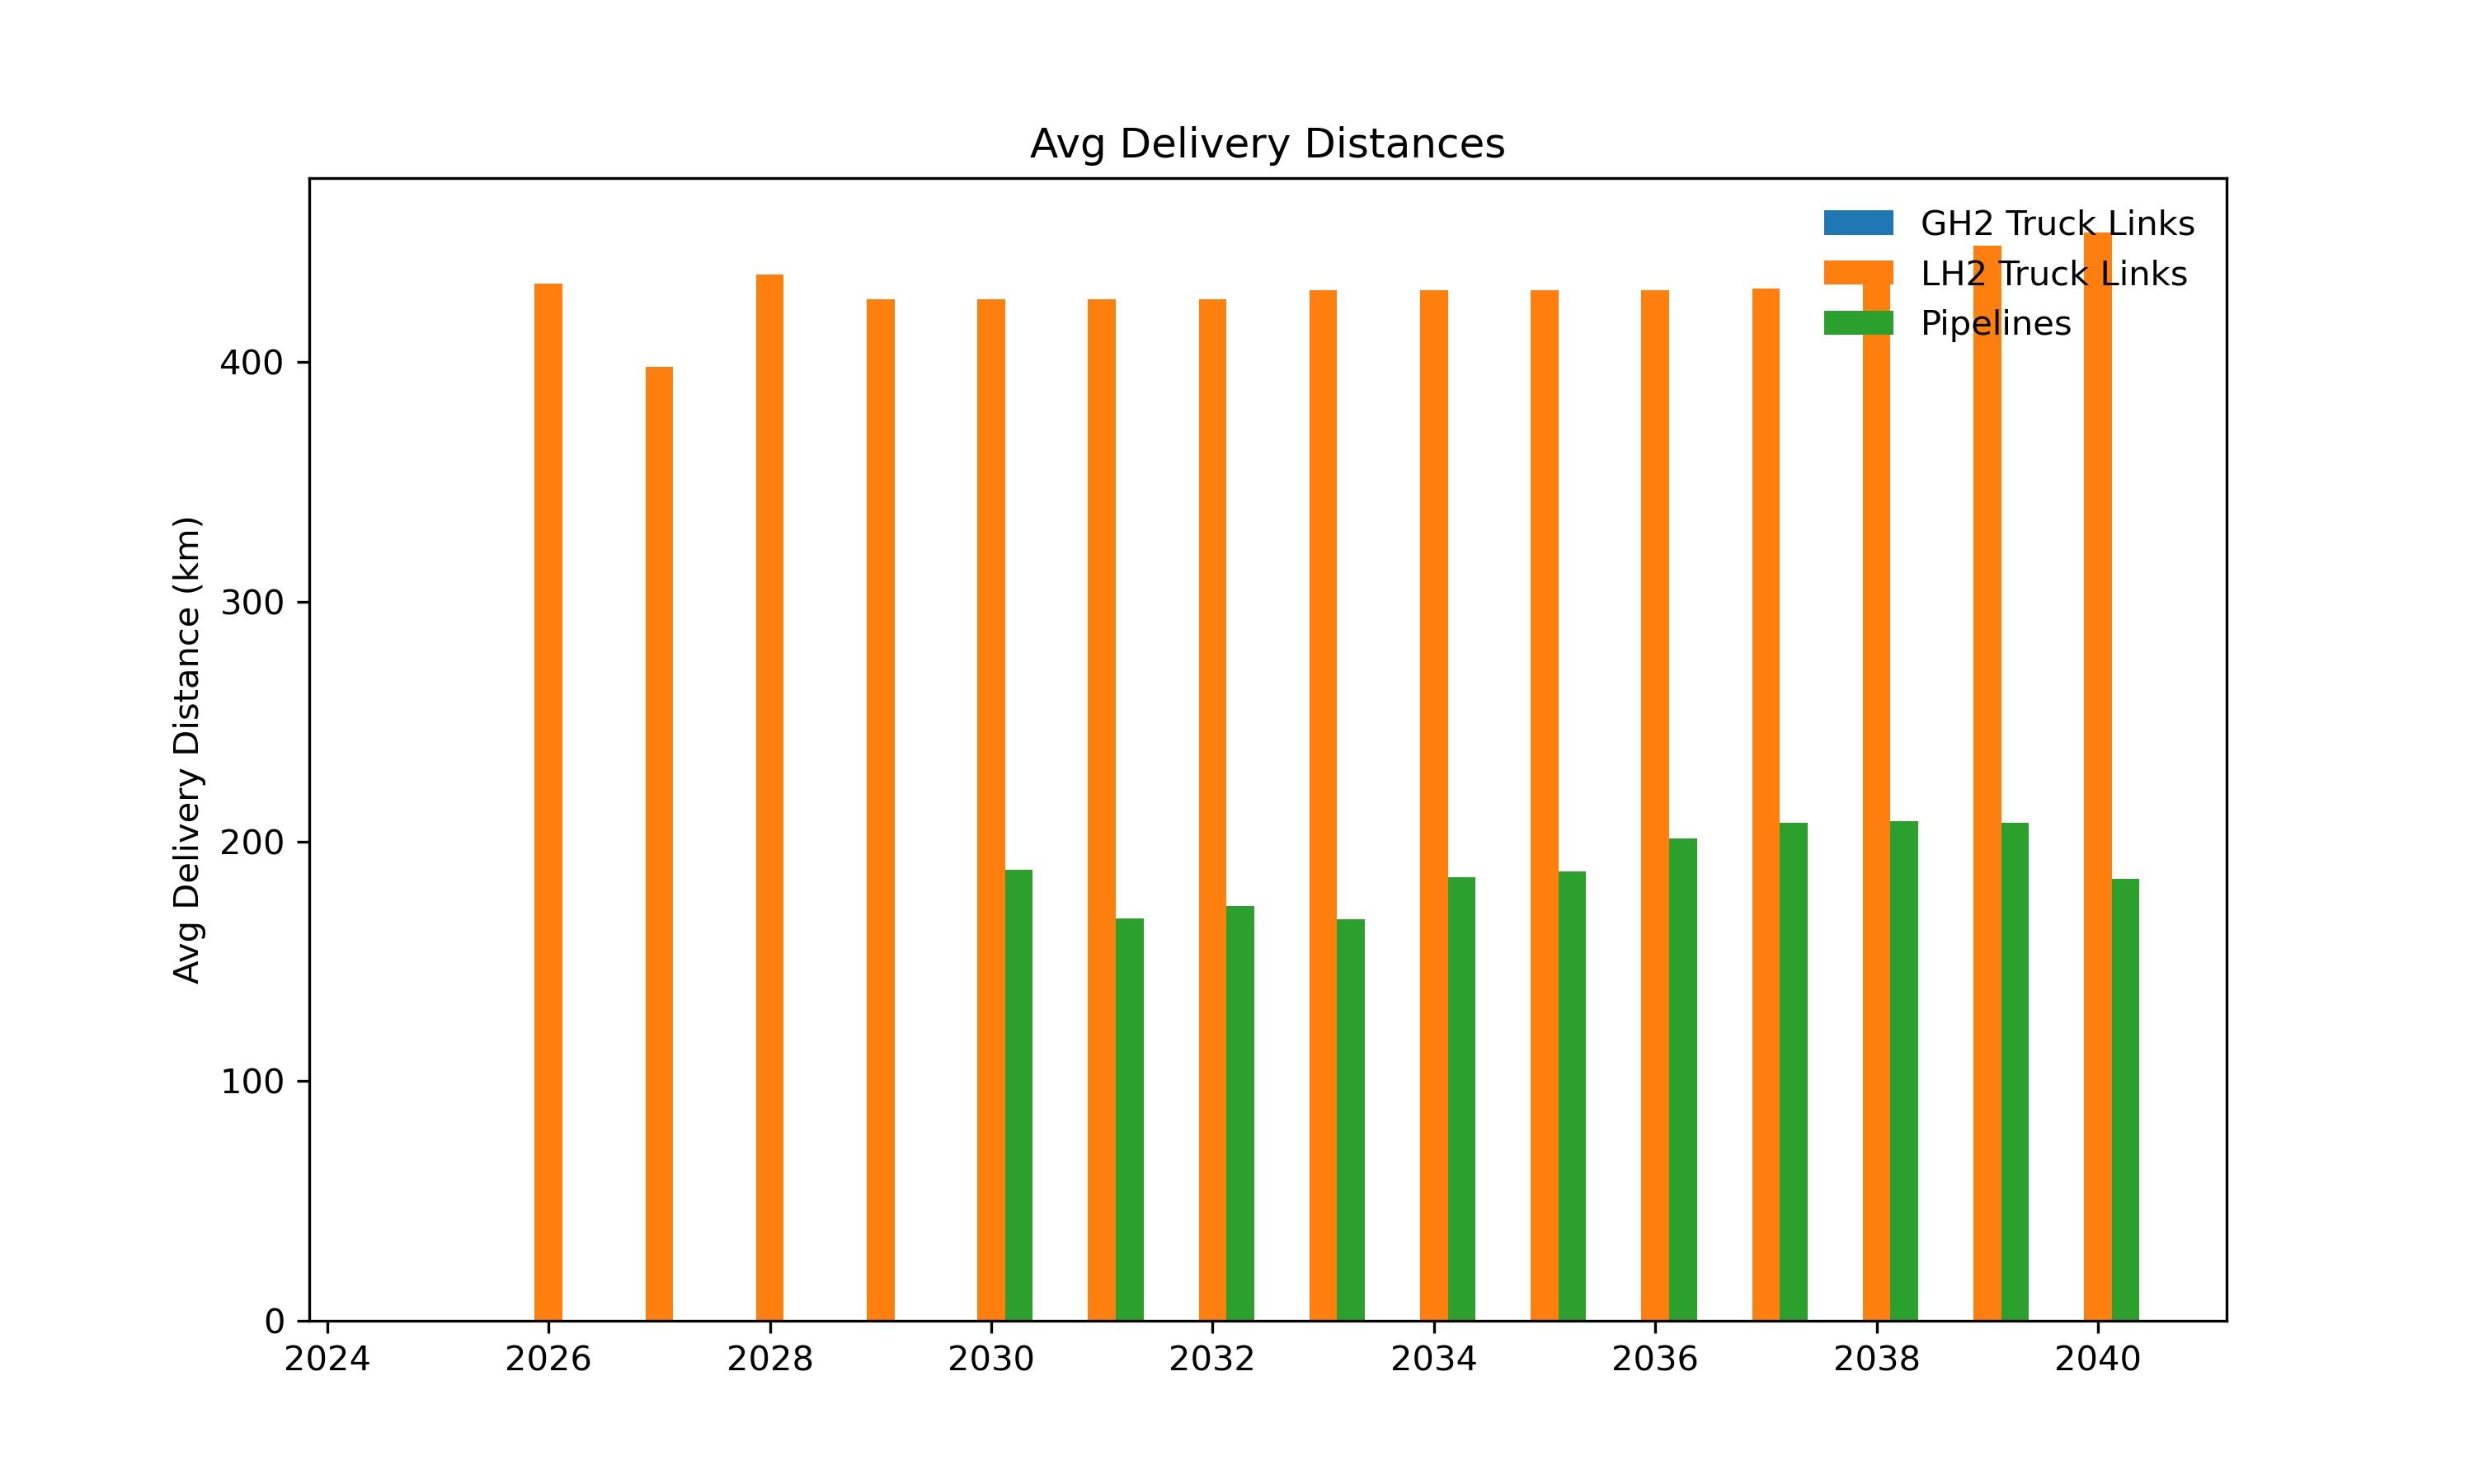 Avg Delivery Distances
GH2 Truck Links
LH2 Truck Links
Pipelines
Avg Delivery Distance (km)
400
300
200
100
0
2024 2026 2028 2030 2032 2034 2036 2038 2040